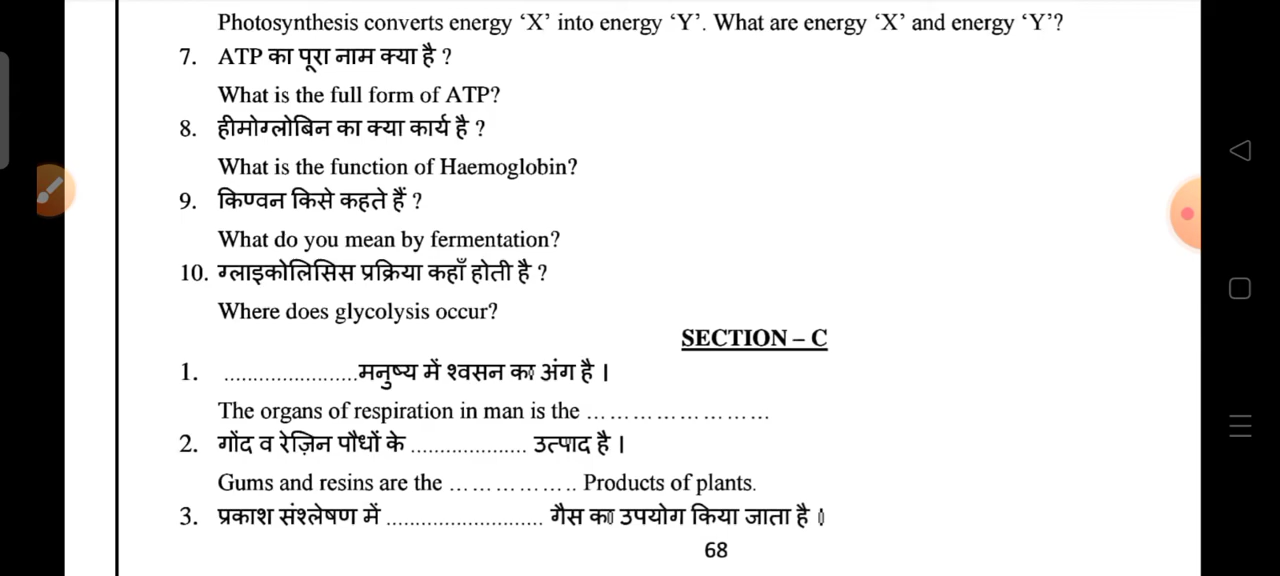 Photosynthesis converts energy ‘X’ into energy ‘Y’. What are energy ‘X’ and energy ‘Y’?
7. ATP का पूरा नाम क्या है ?
What is the full form of ATP?
8. हीमोग्लोबिन का क्या कार्य है ?
What is the function of Haemoglobin?
9. किण्वन किसे कहते हैं ?
What do you mean by fermentation?
10. ग्लाइकोलिसिस प्रक्रिया कहाँ होती है ?
Where does glycolysis occur?
SECTION – C
1. .......................मनुष्य में श्वसन का अंग है ।
The organs of respiration in man is the ... ... ... ... ... ... ... ...
2. गोंद व रेज़िन पौधों के .................... उत्पाद है ।
Gums and resins are the ... ... ... ... ... .. Products of plants.
3. प्रकाश संश्लेषण में ........................... गैस का उपयोग किया जाता है ।
68